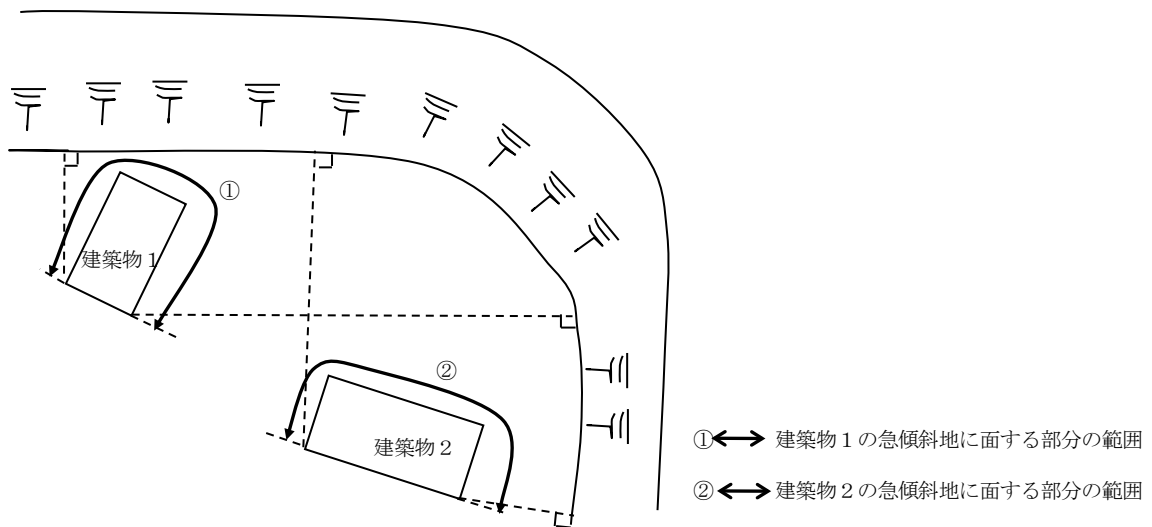 ①
建築物1
②
建築物2
① 建築物1の急傾斜地に面する部分の範囲
② 建築物2の急傾斜地に面する部分の範囲